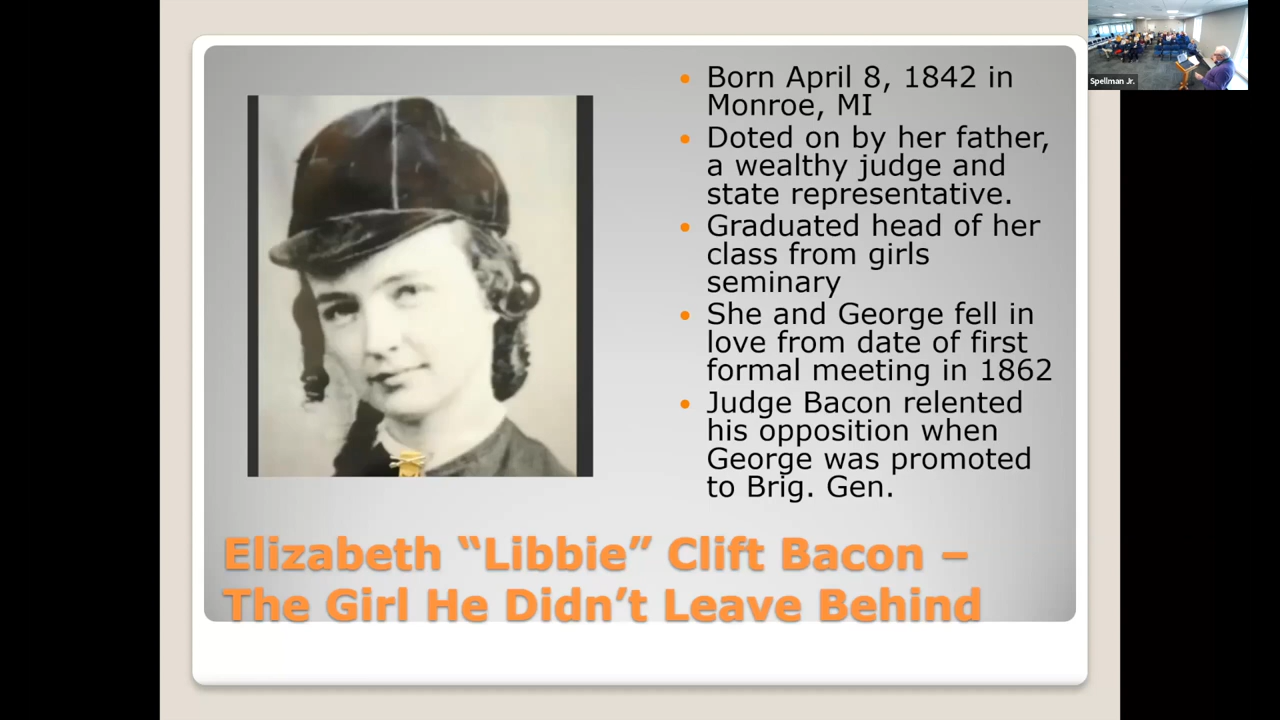 Born April 8, 1842 in
Monroe, MI
Doted on by her father,
a wealthy judge and
state representative.
Graduated head of her
class from girls
seminary
She and George fell in
love from date of first
formal meeting in 1862
Judge Bacon relented
his opposition when
George was promoted
to Brig. Gen.
Elizabeth “Libbie” Clift Bacon –
The Girl He Didn’t Leave Behind
Spellman Jr.